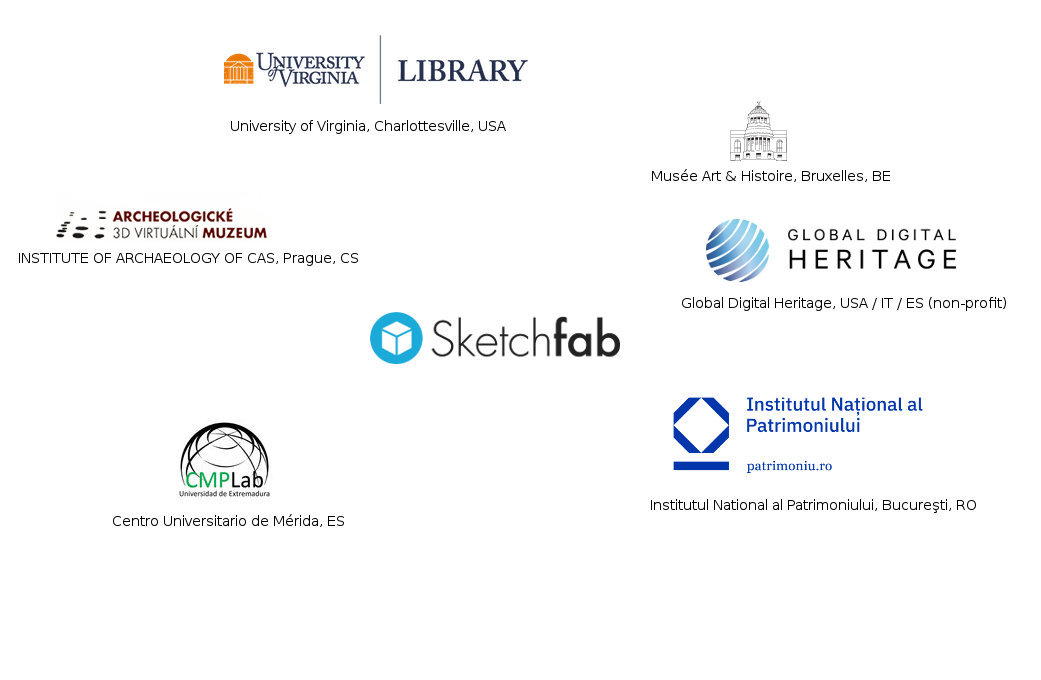 UNIVERSITY
of VIRGINIA
LIBRARY
University of Virginia, Charlottesville, USA
Musée Art & Histoire, Bruxelles, BE
ARCHEOLOGICKÉ
3D VIRTUÁLNÍ MUZEUM
INSTITUTE OF ARCHAEOLOGY OF CAS, Prague, CS
GLOBAL DIGITAL
HERITAGE
Global Digital Heritage, USA / IT / ES (non-profit)
Sketchfab
Institutul Național al
Patrimoniului
patrimoniu.ro
Institutul National al Patrimoniului, Bucureşti, RO
CMPLab
Universidad de Extremadura
Centro Universitario de Mérida, ES